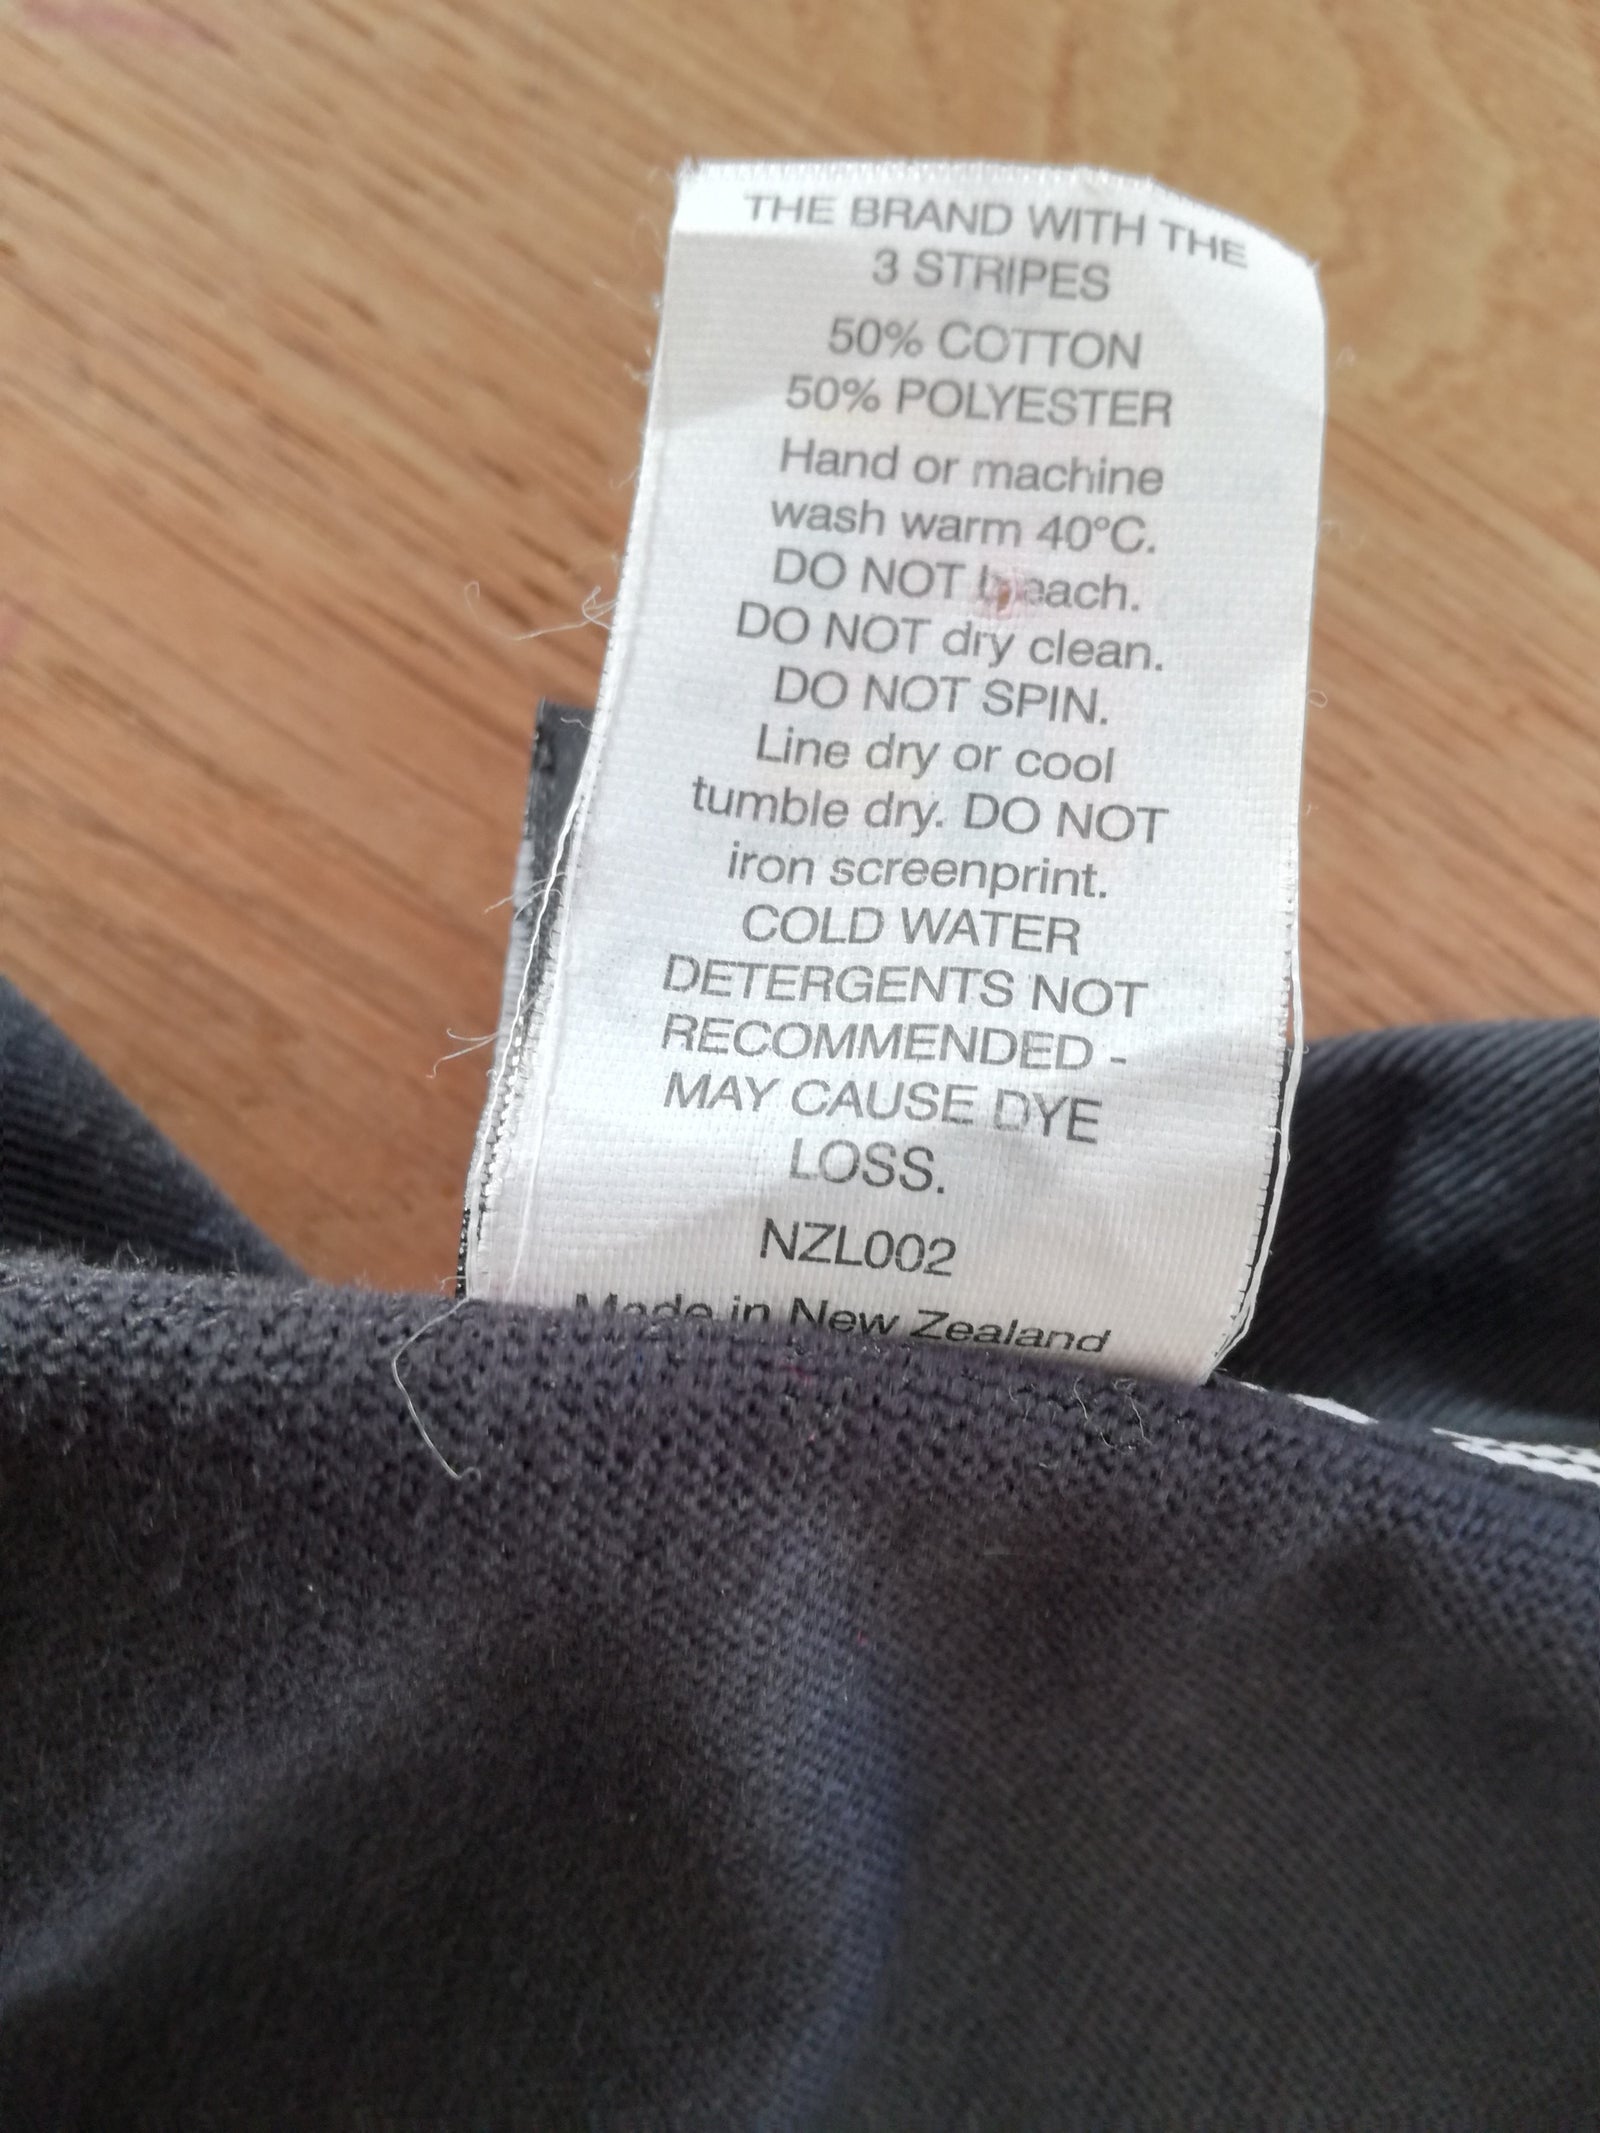 THE BRAND WITH THE
3 STRIPES
50% COTTON
50% POLYESTER
Hand or machine
wash warm 40°C.
DO NOT bleach.
DO NOT dry clean.
DO NOT SPIN.
Line dry or cool
tumble dry. DO NOT
iron screenprint.
COLD WATER
DETERGENTS NOT
RECOMMENDED -
MAY CAUSE DYE
LOSS.
NZL002
Made in New Zealand